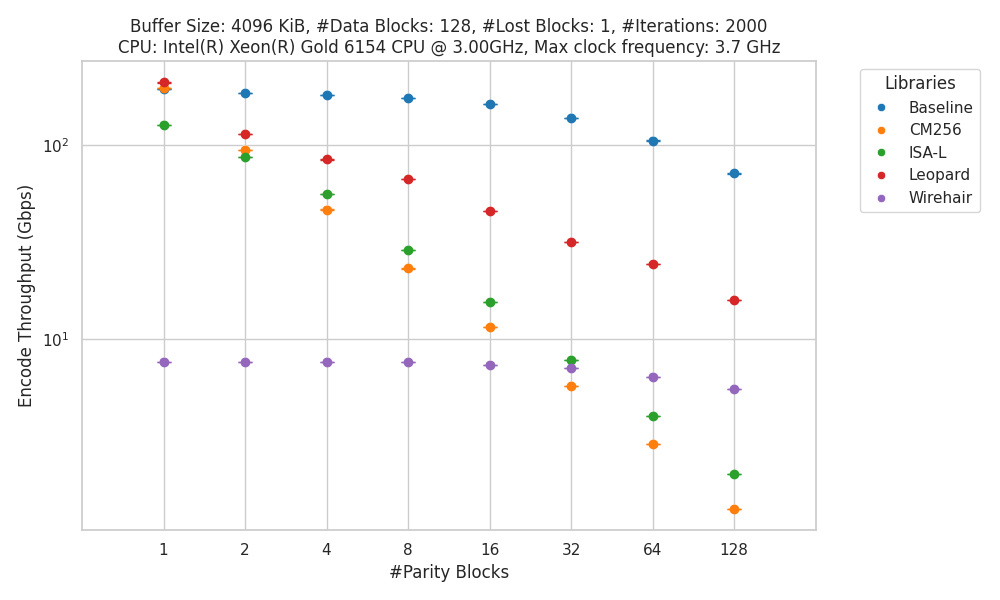 Buffer Size: 4096 KiB, #Data Blocks: 128, #Lost Blocks: 1, #Iterations: 2000
CPU: Intel(R) Xeon(R) Gold 6154 CPU @ 3.00GHz, Max clock frequency: 3.7 GHz
Libraries
Baseline
CM256
ISA-L
Leopard
Wirehair
Encode Throughput (Gbps)
10²
10¹
1 2 4 8 16 32 64 128
#Parity Blocks